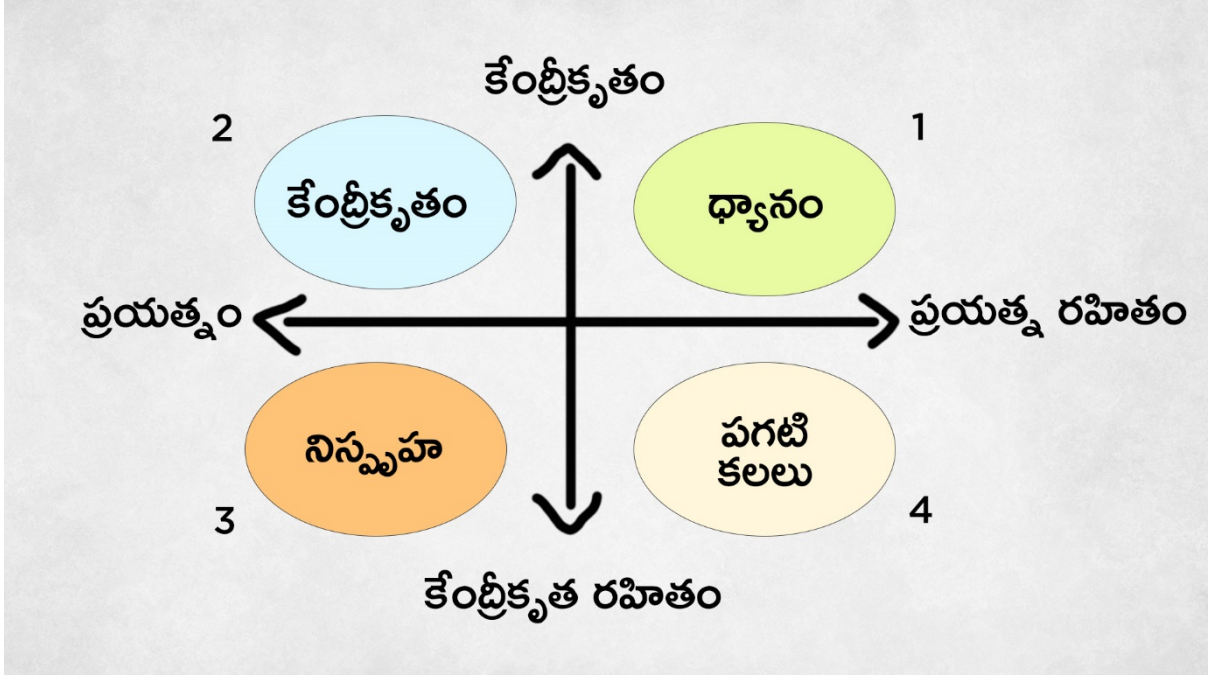 కేంద్రీకృతం
2
1
కేంద్రీకృతం
ధ్యానం
ప్రయత్నం
ప్రయత్న రహితం
నిస్పృహ
పగటి
కలలు
3
4
కేంద్రీకృత రహితం